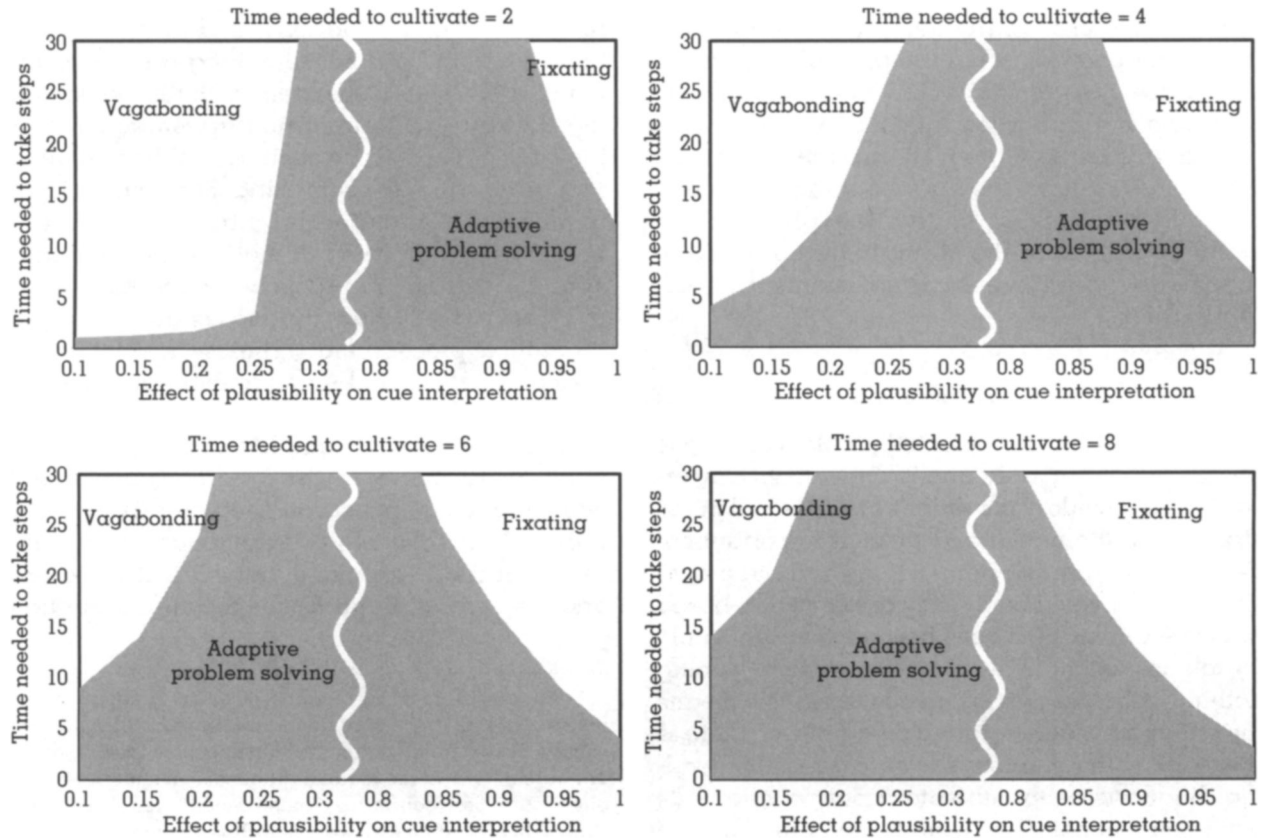 Time needed to cultivate = 2
Time needed to take steps
30
25
20
15
10
5
0
Vagabonding
Fixating
Adaptive
problem solving
0.1 0.15 0.2 0.25 0.3 0.8 0.85 0.9 0.95 1
Effect of plausibility on cue interpretation
Time needed to cultivate = 4
Time needed to take steps
30
25
20
15
10
5
0
Vagabonding
Fixating
Adaptive
problem solving
0.1 0.15 0.2 0.25 0.3 0.8 0.85 0.9 0.95 1
Effect of plausibility on cue interpretation
Time needed to cultivate = 6
Time needed to take steps
30
25
20
15
10
5
0
Vagabonding
Fixating
Adaptive
problem solving
0.1 0.15 0.2 0.25 0.3 0.8 0.85 0.9 0.95 1
Effect of plausibility on cue interpretation
Time needed to cultivate = 8
Time needed to take steps
30
25
20
15
10
5
0
Vagabonding
Fixating
Adaptive
problem solving
0.1 0.15 0.2 0.25 0.3 0.8 0.85 0.9 0.95 1
Effect of plausibility on cue interpretation